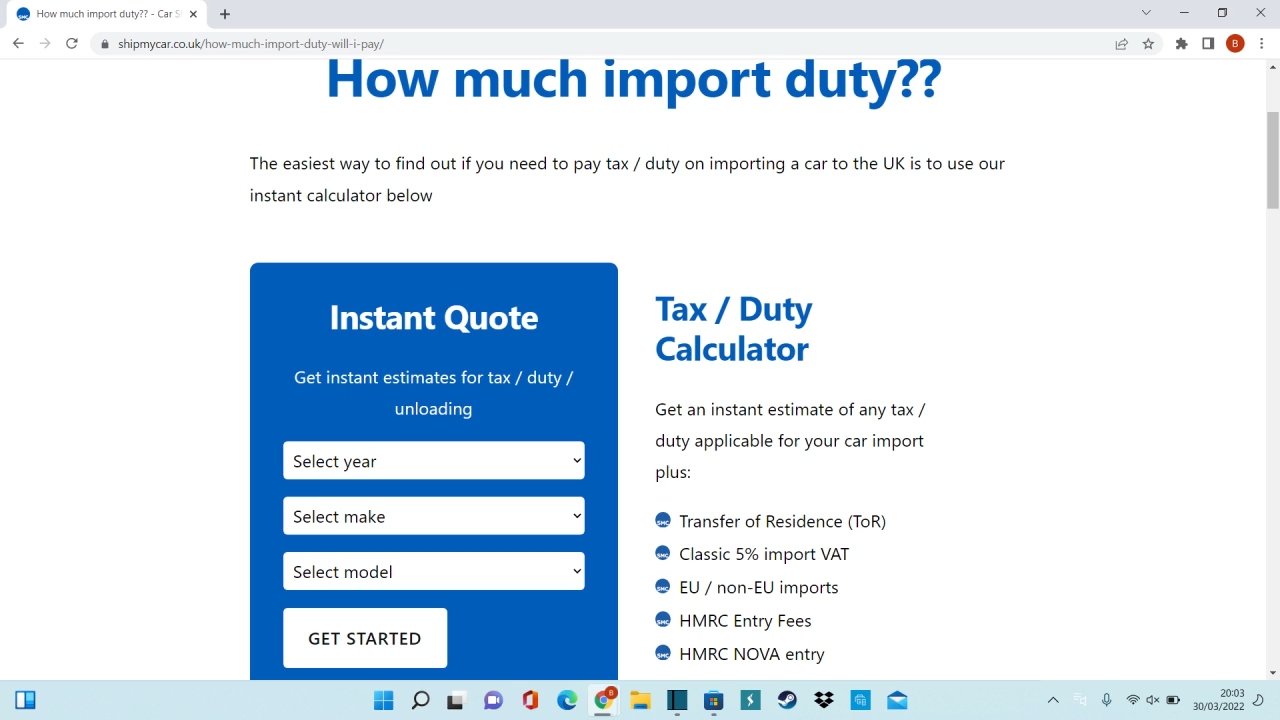 How much import duty?? - Car S
shipmycar.co.uk/how-much-import-duty-will-i-pay/
B
How much import duty??
The easiest way to find out if you need to pay tax / duty on importing a car to the UK is to use our
instant calculator below
Instant Quote
Get instant estimates for tax / duty /
unloading
Select year
Select make
Select model
GET STARTED
Tax / Duty
Calculator
Get an instant estimate of any tax /
duty applicable for your car import
plus:
SMC Transfer of Residence (ToR)
SMC Classic 5% import VAT
SMC EU / non-EU imports
SMC HMRC Entry Fees
SMC HMRC NOVA entry
B
20:03
30/03/2022